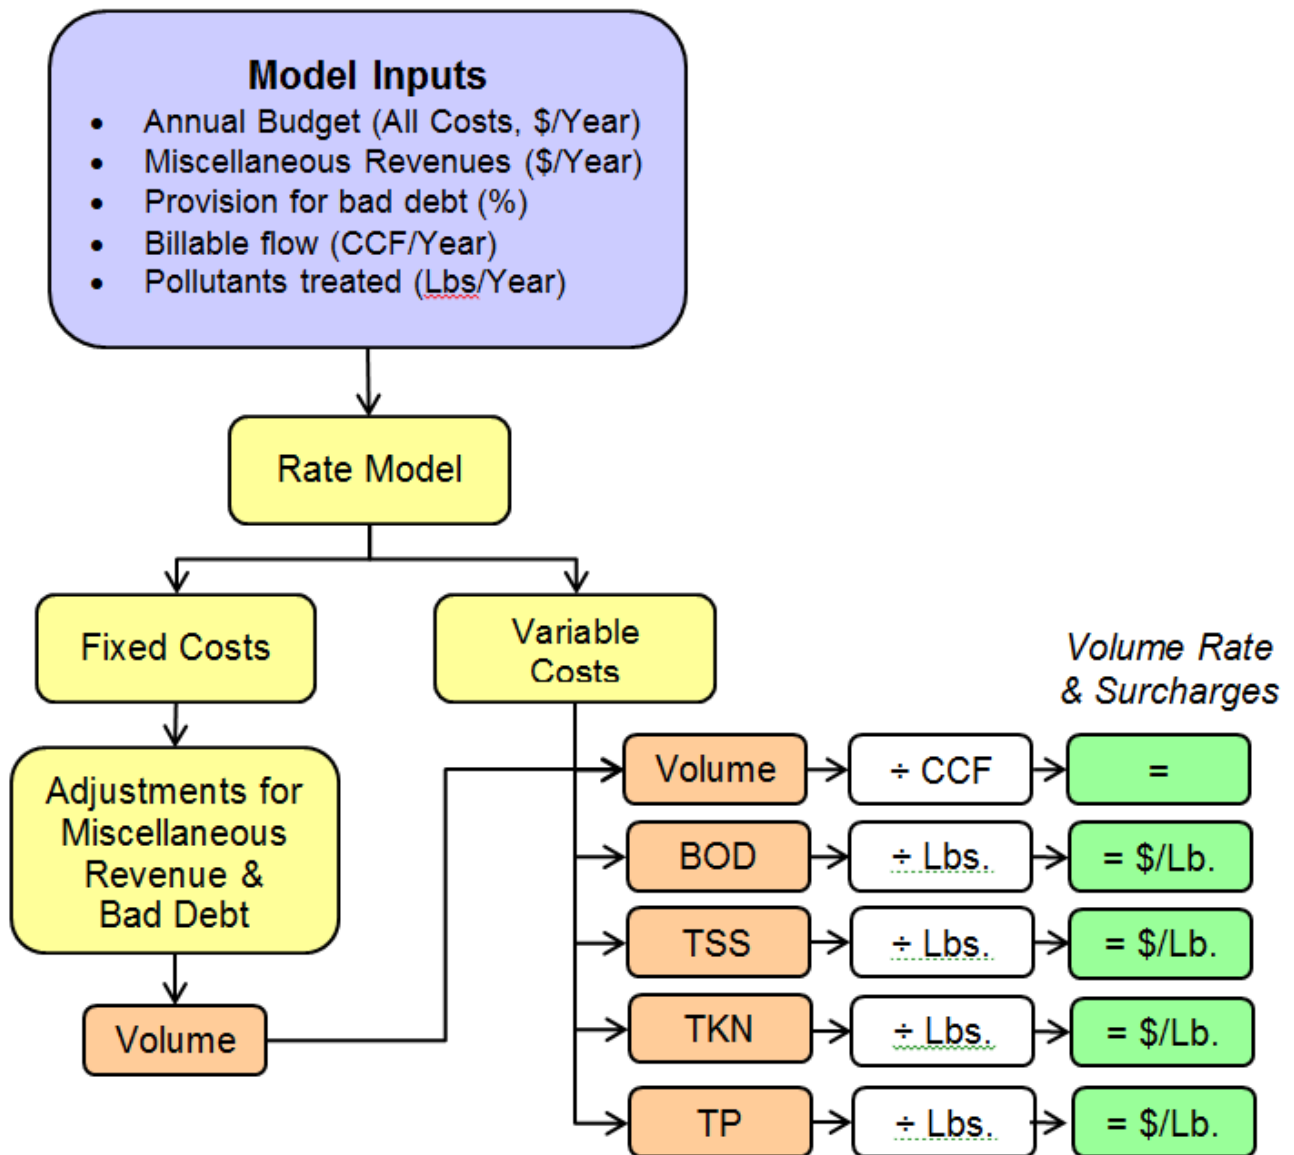 Model Inputs
• Annual Budget (All Costs, $/Year)
• Miscellaneous Revenues ($/Year)
• Provision for bad debt (%)
• Billable flow (CCF/Year)
• Pollutants treated (Lbs/Year)
Rate Model
Fixed Costs
Variable
Costs
Adjustments for
Miscellaneous
Revenue &
Bad Debt
Volume
Volume Rate
& Surcharges
Volume
÷ CCF
=
BOD
÷ Lbs.
= $/Lb.
TSS
÷ Lbs.
= $/Lb.
TKN
÷ Lbs.
= $/Lb.
TP
÷ Lbs.
= $/Lb.